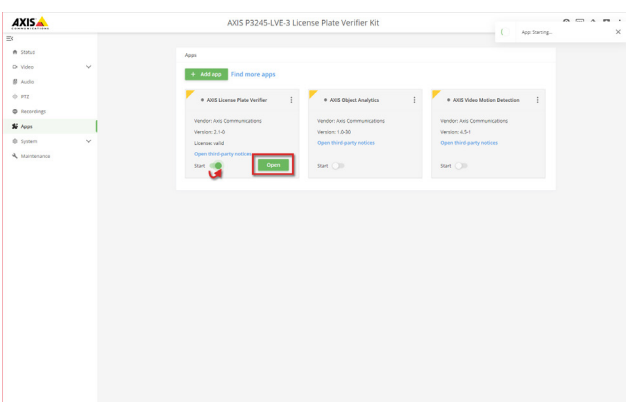 AXIS
COMMUNICATIONS
AXIS P3245-LVE-3 License Plate Verifier Kit
App: Starting...
Status
Video
Audio
PTZ
Recordings
Apps
System
Maintenance
Apps
+ Add app Find more apps
AXIS License Plate Verifier
Vendor: Axis Communications
Version: 2.1-0
License: valid
Open third-party notices
Start Open
AXIS Object Analytics
Vendor: Axis Communications
Version: 1.0-30
Open third-party notices
Start
AXIS Video Motion Detection
Vendor: Axis Communications
Version: 4.5-1
Open third-party notices
Start